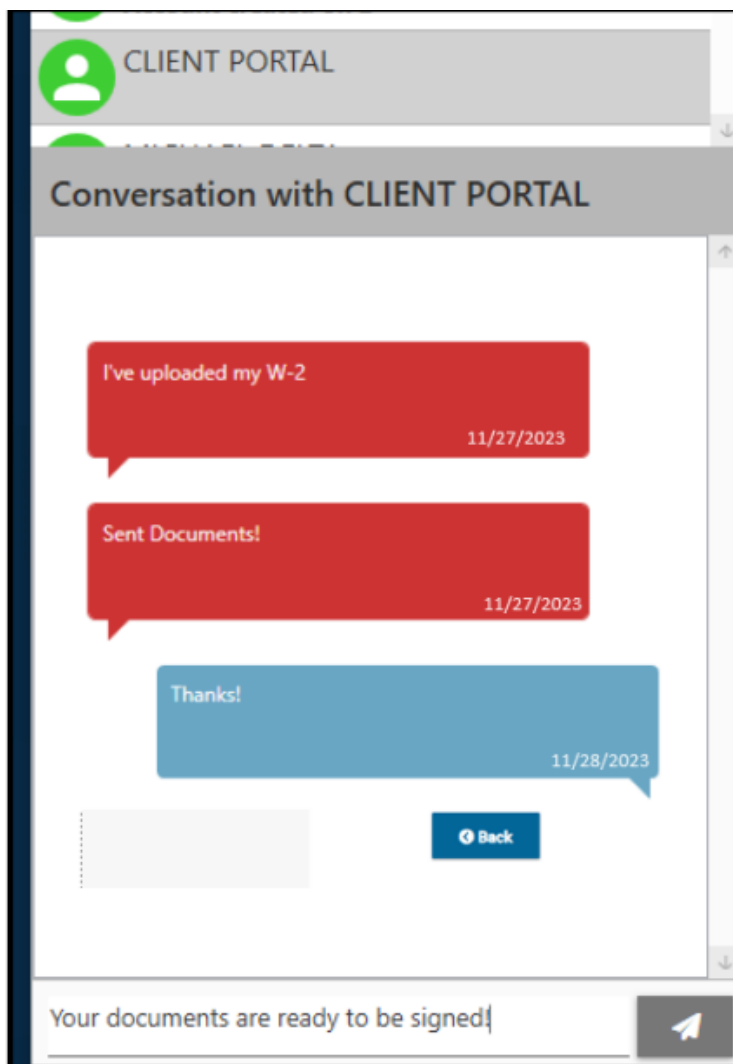 CLIENT PORTAL
Conversation with CLIENT PORTAL
I've uploaded my W-2
11/27/2023
Sent Documents!
11/27/2023
Thanks!
11/28/2023
Back
Your documents are ready to be signed!